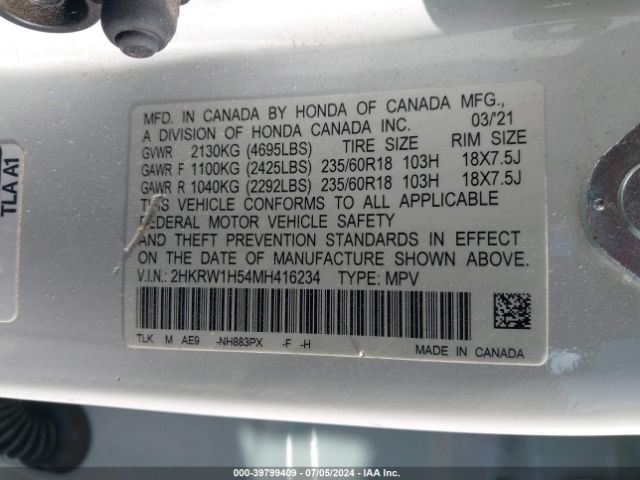 TLA A1
MFD. IN CANADA BY HONDA OF CANADA MFG.,
A DIVISION OF HONDA CANADA INC. 03/'21
GVWR 2130KG (4695LBS) TIRE SIZE RIM SIZE
GAWR F 1100KG (2425LBS) 235/60R18 103H 18X7.5J
GAWR R 1040KG (2292LBS) 235/60R18 103H 18X7.5J
THIS VEHICLE CONFORMS TO ALL APPLICABLE
FEDERAL MOTOR VEHICLE SAFETY
AND THEFT PREVENTION STANDARDS IN EFFECT
ON THE DATE OF MANUFACTURE SHOWN ABOVE.
V.I.N.: 2HKRW1H54MH416234 TYPE: MPV
TLK M AE9 -NH883PX -F -H
MADE IN CANADA
000-39799409 - 07/05/2024 - IAA Inc.